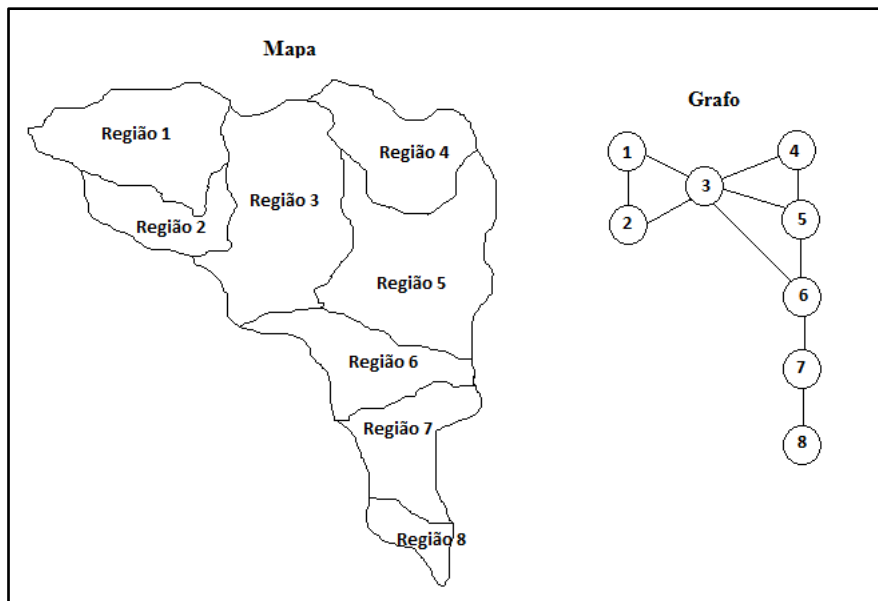 Mapa
Região 1
Região 2
Região 3
Região 4
Região 5
Região 6
Região 7
Região 8
Grafo
1
2
3
4
5
6
7
8